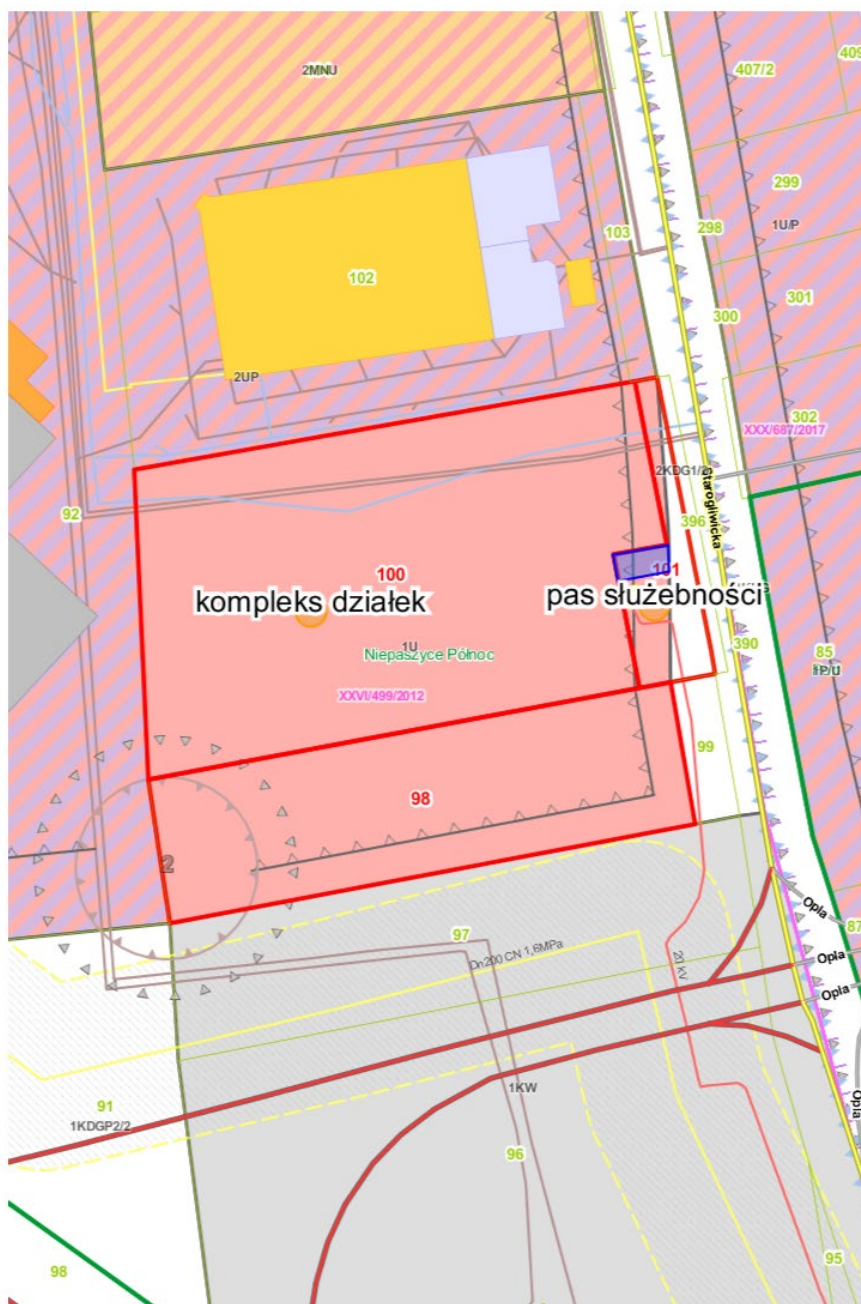 2MNU
407/2
409
299
1U/P
298
103
301
102
300
2UP
302
XXX/687/2017
2KDG1/2
Starogliwicka
92
396
100
101
kompleks działek
pas służebności
1U
390
Niepaszyce Północ
85
XXVI/499/2012
99
98
2
Opla
87
97
Dn200 CN 1,6MPa
Opla
20 KV
Opla
1KW
91
Opla
1KDGP2/2
96
95
98